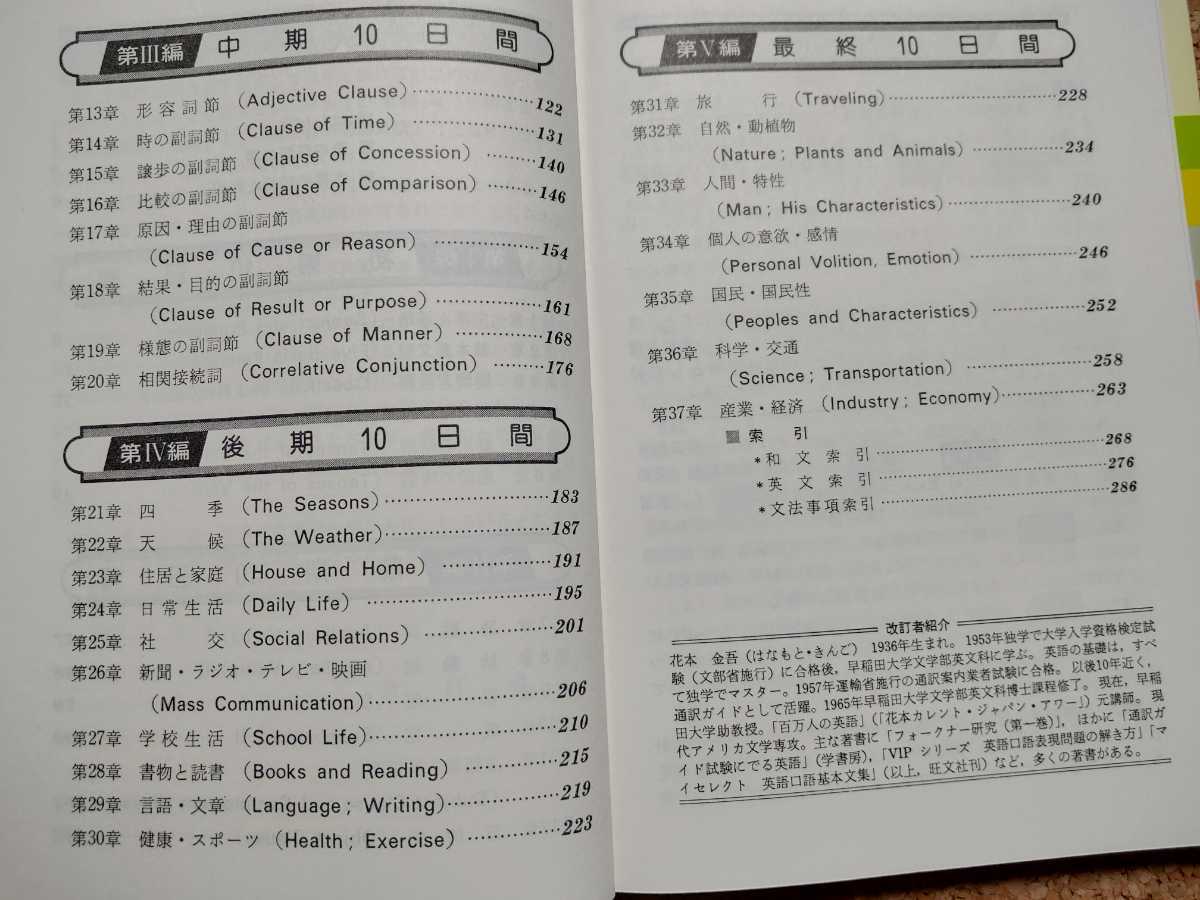 第III編 中期10日間
第13章 形容詞節 (Adjective Clause)……………………122
第14章 時の副詞節 (Clause of Time) ……………………131
第15章 譲歩の副詞節 (Clause of Concession) ………140
第16章 比較の副詞節 (Clause of Comparison) ………146
第17章 原因・理由の副詞節
(Clause of Cause or Reason) ………………154
第18章 結果・目的の副詞節
(Clause of Result or Purpose) ………………161
第19章 様態の副詞節 (Clause of Manner) ……………168
第20章 相関接続詞 (Correlative Conjunction) ………176
第IV編 後期10日間
第21章 四季 (The Seasons)…………………………183
第22章 天候 (The Weather)…………………………187
第23章 住居と家庭 (House and Home) ……………………191
第24章 日常生活 (Daily Life) …………………………195
第25章 社交 (Social Relations) …………………201
第26章 新聞・ラジオ・テレビ・映画
(Mass Communication) ……………………206
第27章 学校生活 (School Life)…………………………210
第28章 書物と読書 (Books and Reading) ………………215
第29章 言語・文章 (Language ; Writing)………………219
第30章 健康・スポーツ (Health ; Exercise) ……………223
第V編 最終10日間
第31章 旅行 (Traveling)…………………………228
第32章 自然・動植物
(Nature ; Plants and Animals) ………………234
第33章 人間・特性
(Man ; His Characteristics)…………………240
第34章 個人の意欲・感情
(Personal Volition, Emotion) ………………246
第35章 国民・国民性
(Peoples and Characteristics) ………………252
第36章 科学・交通
(Science ; Transportation) …………………258
第37章 産業・経済 (Industry ; Economy)………………263
■ 索引
*和文索引……………………………268
*英文索引……………………………276
*文法事項索引……………………………286
改訂者紹介
花本 金吾(はなもと・きんご) 1936年生まれ。1953年独学で大学入学資格検定試
験(文部省施行)に合格後,早稲田大学文学部英文科に学ぶ。英語の基礎は,すべ
て独学でマスター。1957年運輸省施行の通訳案内業者試験に合格。以後10年近く,
通訳ガイドとして活躍。1965年早稲田大学文学部英文科博士課程修了。現在,早稲
田大学助教授。「百万人の英語」(「花本カレント・ジャパン・アワー」)元講師。現
代アメリカ文学専攻。主な著書に「フォークナー研究(第一巻)」,ほかに「通訳ガ
イド試験にでる英語」(学書房),「VIPシリーズ 英語口語表現問題の解き方」「マ
イセレクト 英語口語基本文集」(以上,旺文社刊)など,多くの著書がある。